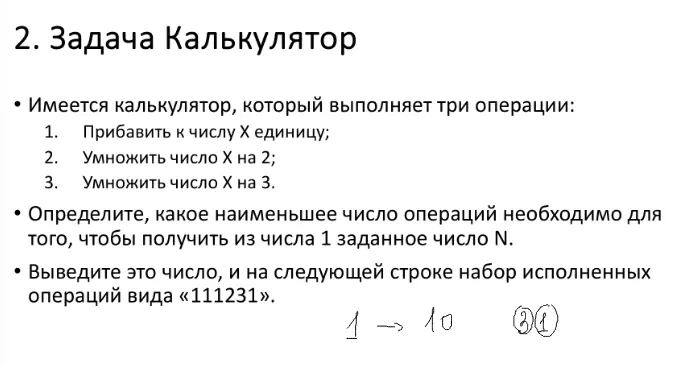 2. Задача Калькулятор
• Имеется калькулятор, который выполняет три операции:
1. Прибавить к числу X единицу;
2. Умножить число X на 2;
3. Умножить число X на 3.
• Определите, какое наименьшее число операций необходимо для
того, чтобы получить из числа 1 заданное число N.
• Выведите это число, и на следующей строке набор исполненных
операций вида «111231».
1 → 10 3 1